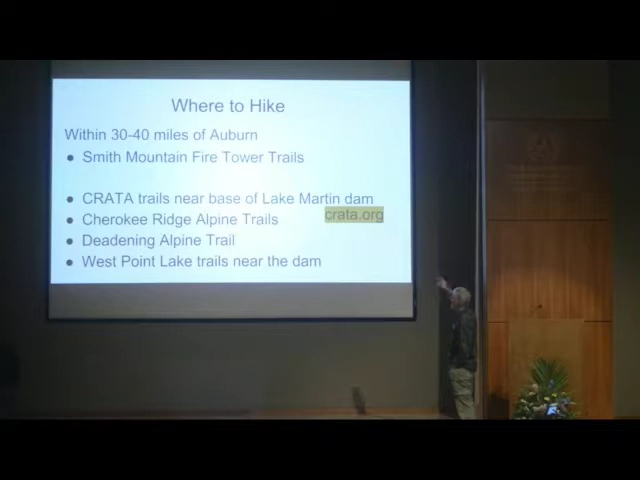 Where to Hike
Within 30-40 miles of Auburn
● Smith Mountain Fire Tower Trails
● CRATA trails near base of Lake Martin dam
● Cherokee Ridge Alpine Trails
crata.org
● Deadening Alpine Trail
● West Point Lake trails near the dam